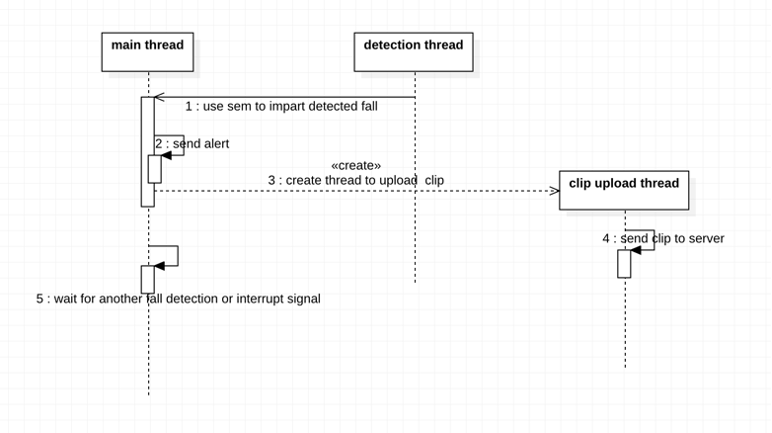 main thread
detection thread
1 : use sem to impart detected fall
2 : send alert
«create»
3 : create thread to upload  clip
clip upload thread
4 : send clip to server
5 : wait for another fall detection or interrupt signal